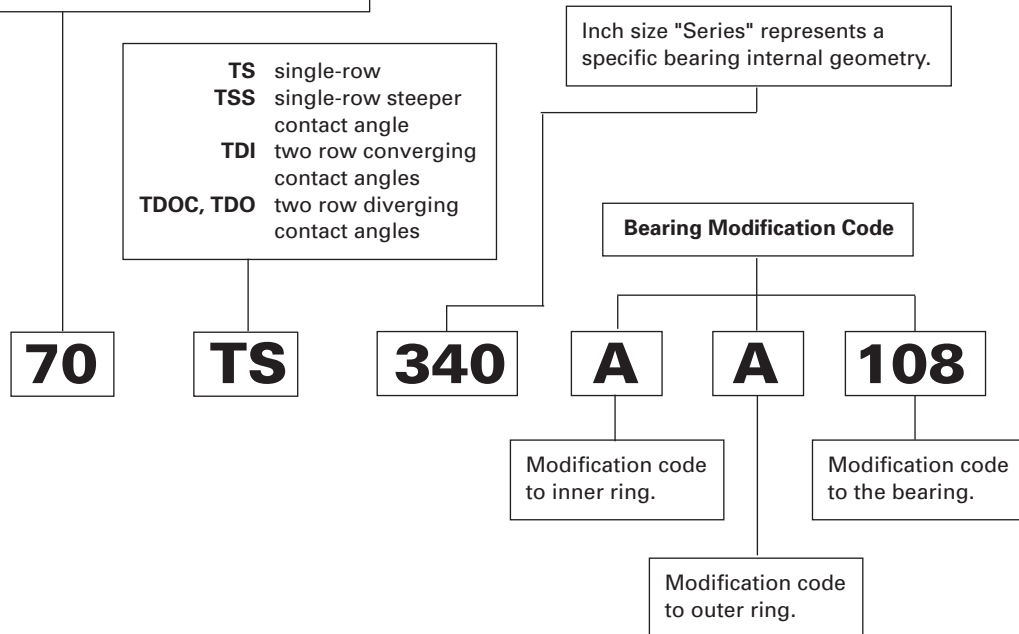 Inch size "Series" represents a
specific bearing internal geometry.
TS single-row
TSS single-row steeper
contact angle
TDI two row converging
contact angles
TDOC, TDO two row diverging
contact angles
Bearing Modification Code
70 TS 340 A A 108
Modification code
to inner ring.
Modification code
to the bearing.
Modification code
to outer ring.